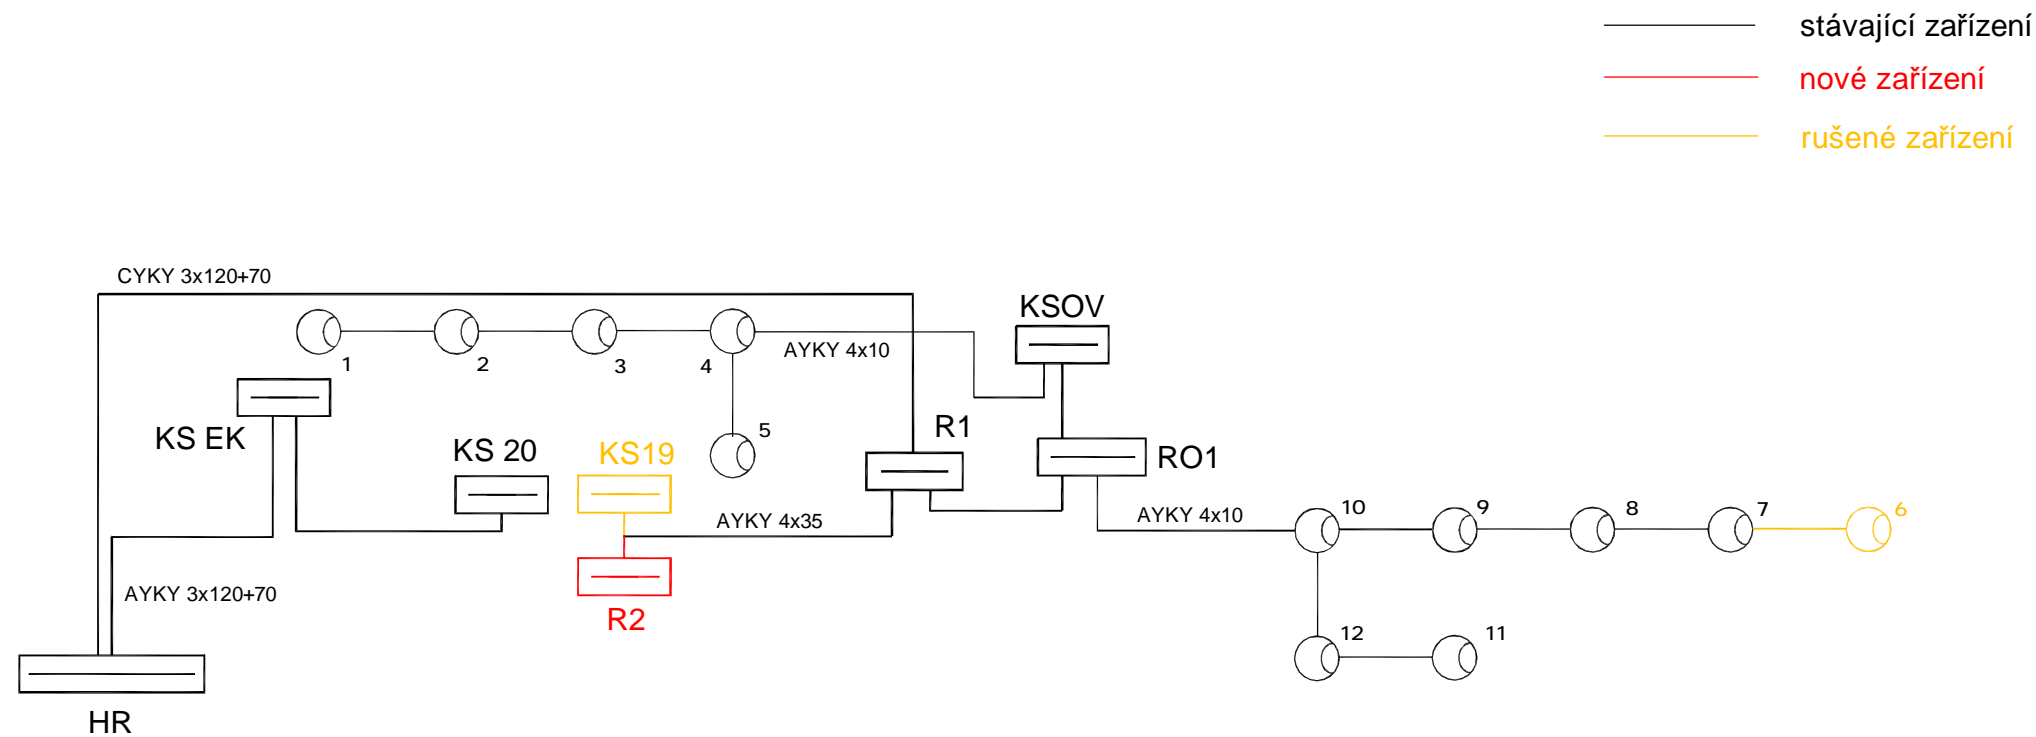 stávající zařízení
nové zařízení
rušené zařízení
CYKY 3x120+70
KSOV
1
2
3
4
AYKY 4x10
KS EK
KS 20
KS19
5
R1
RO1
AYKY 4x35
AYKY 4x10
10
9
8
7
6
AYKY 3x120+70
R2
12
11
HR